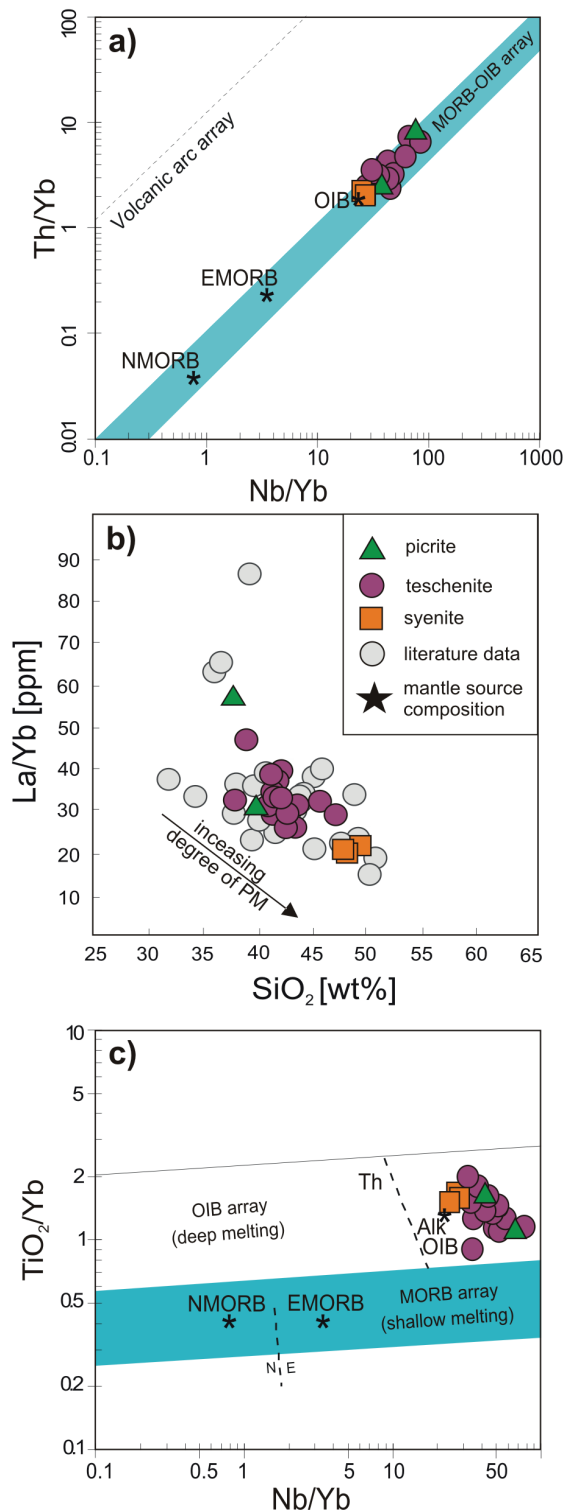 a)
100
10
1
0.1
0.01
Th/Yb
Volcanic arc array
MORB-OIB array
OIB
EMORB
NMORB
0.1 1 10 100 1000
Nb/Yb
b)
90
80
70
60
50
40
30
20
10
La/Yb [ppm]
picrite
teschenite
syenite
literature data
mantle source
composition
inceasing
degree of PM
25 35 30 40 45 50 55 60 65
SiO₂ [wt%]
c)
10
5
2
1
0.5
0.2
0.1
TiO₂/Yb
Th
OIB array
(deep melting)
Alk
OIB
NMORB
EMORB
MORB array
(shallow melting)
N E
0.1 0.5 1 5 10 50
Nb/Yb